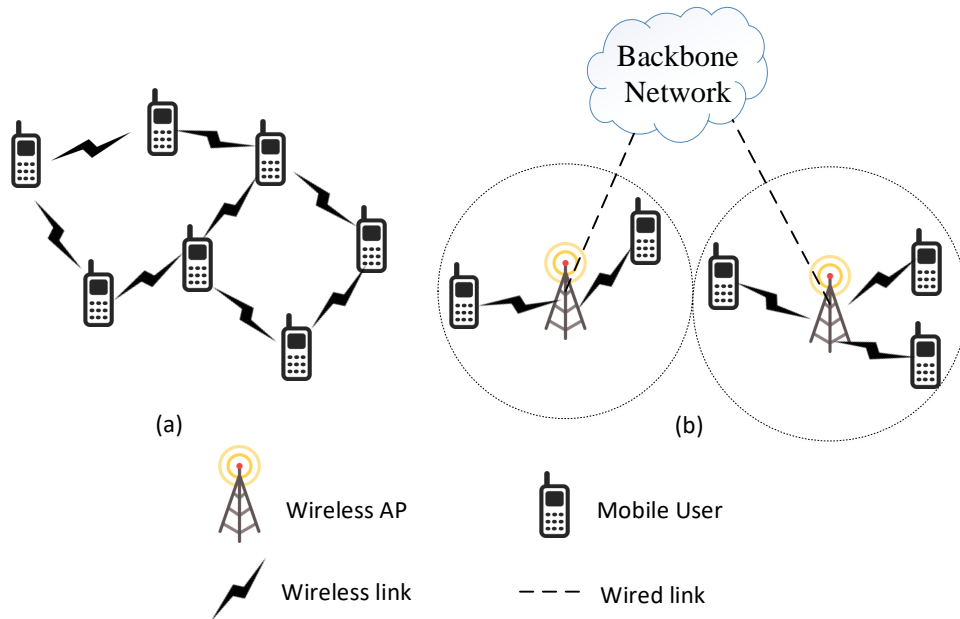 Backbone
Network
(a)
(b)
Wireless AP
Mobile User
Wireless link
Wired link